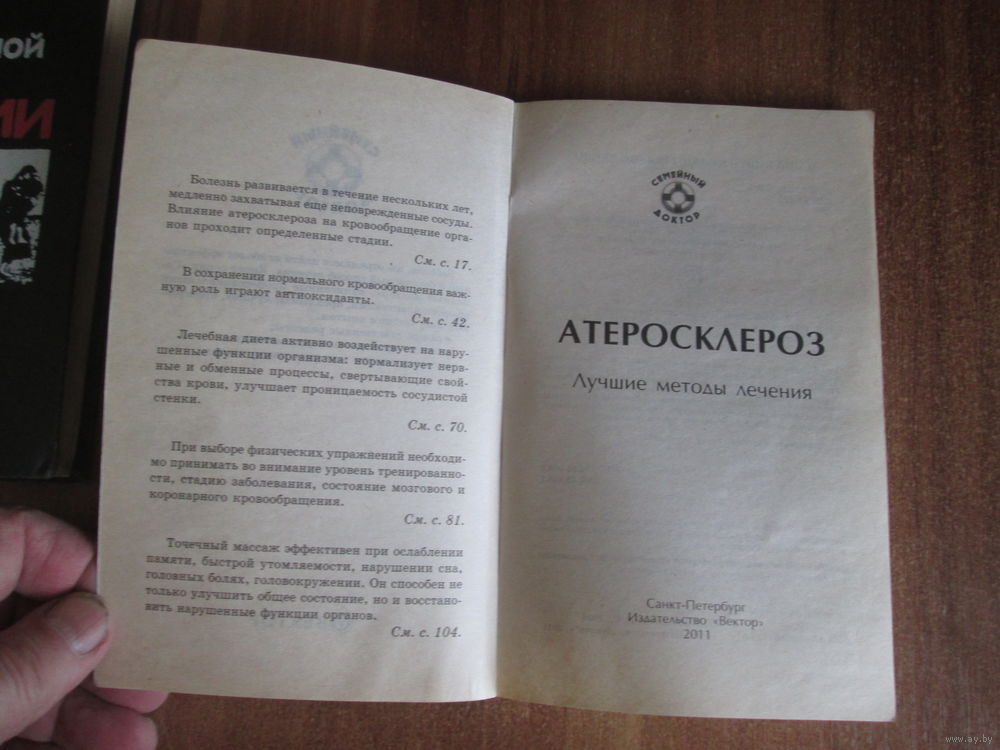 НОЙ
ИИ
Болезнь развивается в течение нескольких лет,
медленно захватывая еще неповрежденные сосуды.
Влияние атеросклероза на кровообращение орга-
нов проходит определенные стадии.
См. с. 17.
В сохранении нормального кровообращения важ-
ную роль играют антиоксиданты.
См. с. 42.
Лечебная диета активно воздействует на нару-
шенные функции организма: нормализует нерв-
ные и обменные процессы, свертывающие свой-
ства крови, улучшает проницаемость сосудистой
стенки.
См. с. 70.
При выборе физических упражнений необходи-
мо принимать во внимание уровень тренированно-
сти, стадию заболевания, состояние мозгового и
коронарного кровообращения.
См. с. 81.
Точечный массаж эффективен при ослаблении
памяти, быстрой утомляемости, нарушении сна,
головных болях, головокружении. Он способен не
только улучшить общее состояние, но и восстано-
вить нарушенные функции органов.
См. с. 104.
СЕМЕЙНЫЙ
ДОКТОР
АТЕРОСКЛЕРОЗ
Лучшие методы лечения
Санкт-Петербург
Издательство «Вектор»
2011
www.ay.by